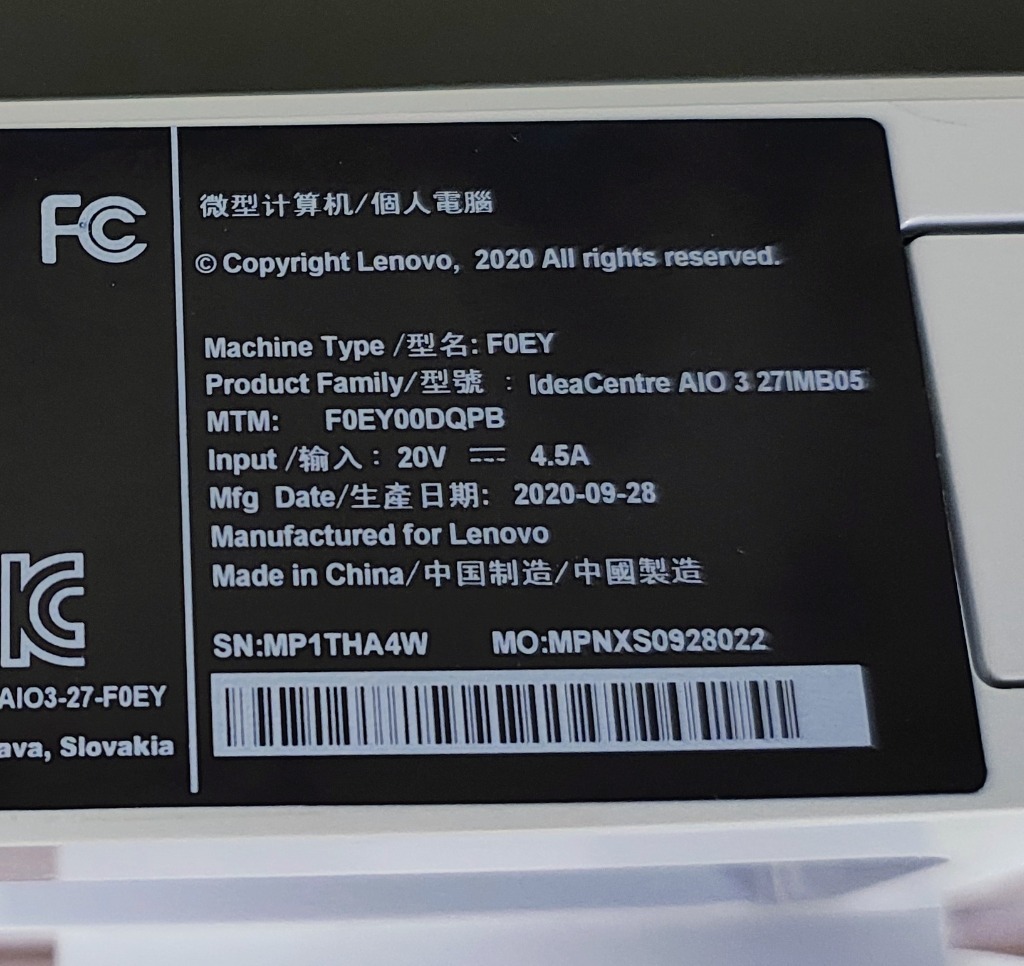 FC
微型计算机/個人電腦
© Copyright Lenovo, 2020 All rights reserved.
Machine Type /型名: F0EY
Product Family/型號 : IdeaCentre AIO 3 27IMB05
MTM: F0EY00DQPB
Input /输入 : 20V ⎓ 4.5A
Mfg Date/生產日期: 2020-09-28
Manufactured for Lenovo
Made in China/中国制造/中國製造
SN:MP1THA4W MO:MPNXS0928022
AIO3-27-F0EY
ava, Slovakia